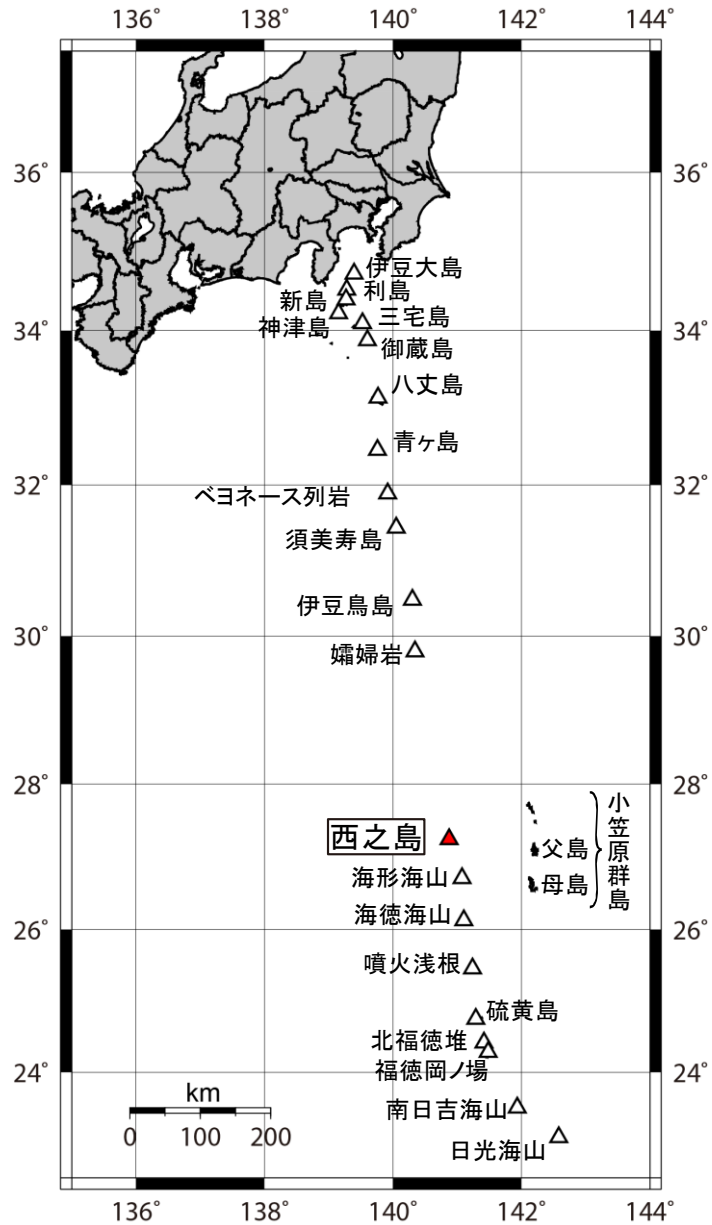 136° 138° 140° 142° 144°
36° 36°
伊豆大島
利島
新島
三宅島
神津島
34° 34°
御蔵島
八丈島
青ヶ島
32° 32°
ベヨネース列岩
須美寿島
伊豆鳥島
30° 30°
孀婦岩
28° 28°
小笠原群島
西之島
父島
海形海山
母島
海徳海山
26° 26°
噴火浅根
硫黄島
北福徳堆
福徳岡ノ場
24° 24°
km
南日吉海山
0 100 200
日光海山
136° 138° 140° 142° 144°